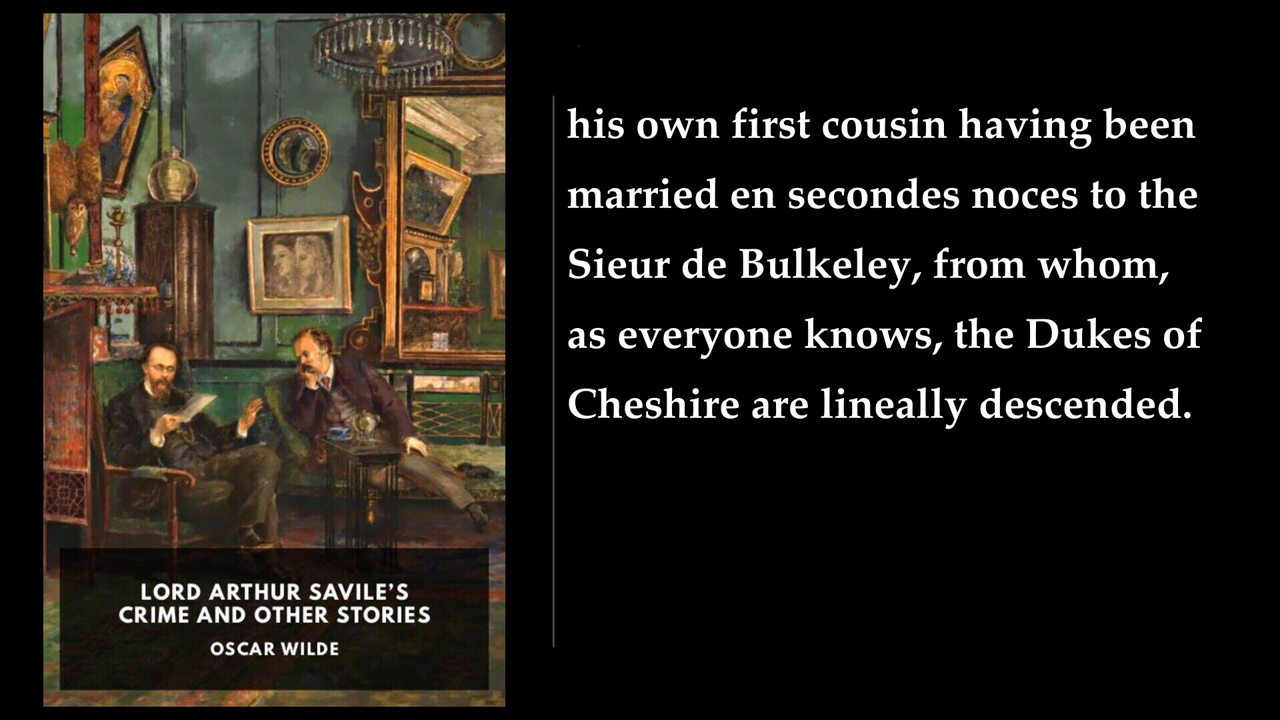 his own first cousin having been
married en secondes noces to the
Sieur de Bulkeley, from whom,
as everyone knows, the Dukes of
Cheshire are lineally descended.
LORD ARTHUR SAVILE'S
CRIME AND OTHER STORIES
OSCAR WILDE